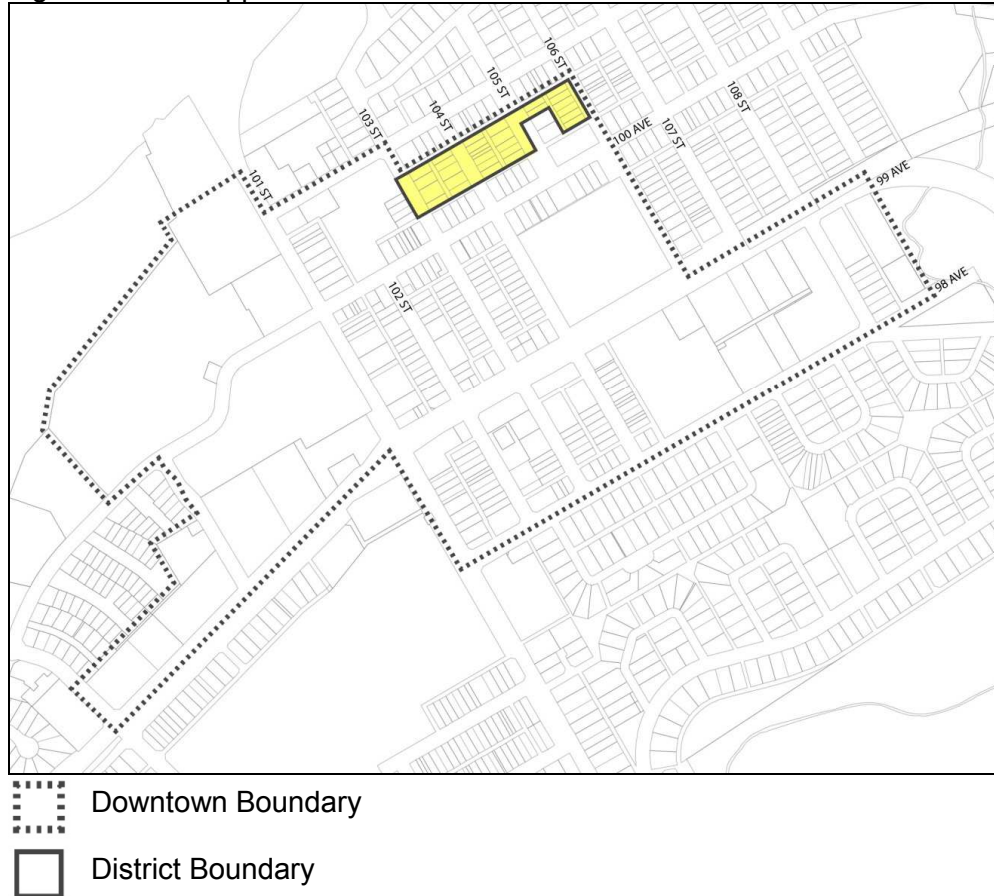 106 ST
105 ST
104 ST
103 ST
108 ST
107 ST
100 AVE
101 ST
99 AVE
98 AVE
102 ST
Downtown Boundary
District Boundary